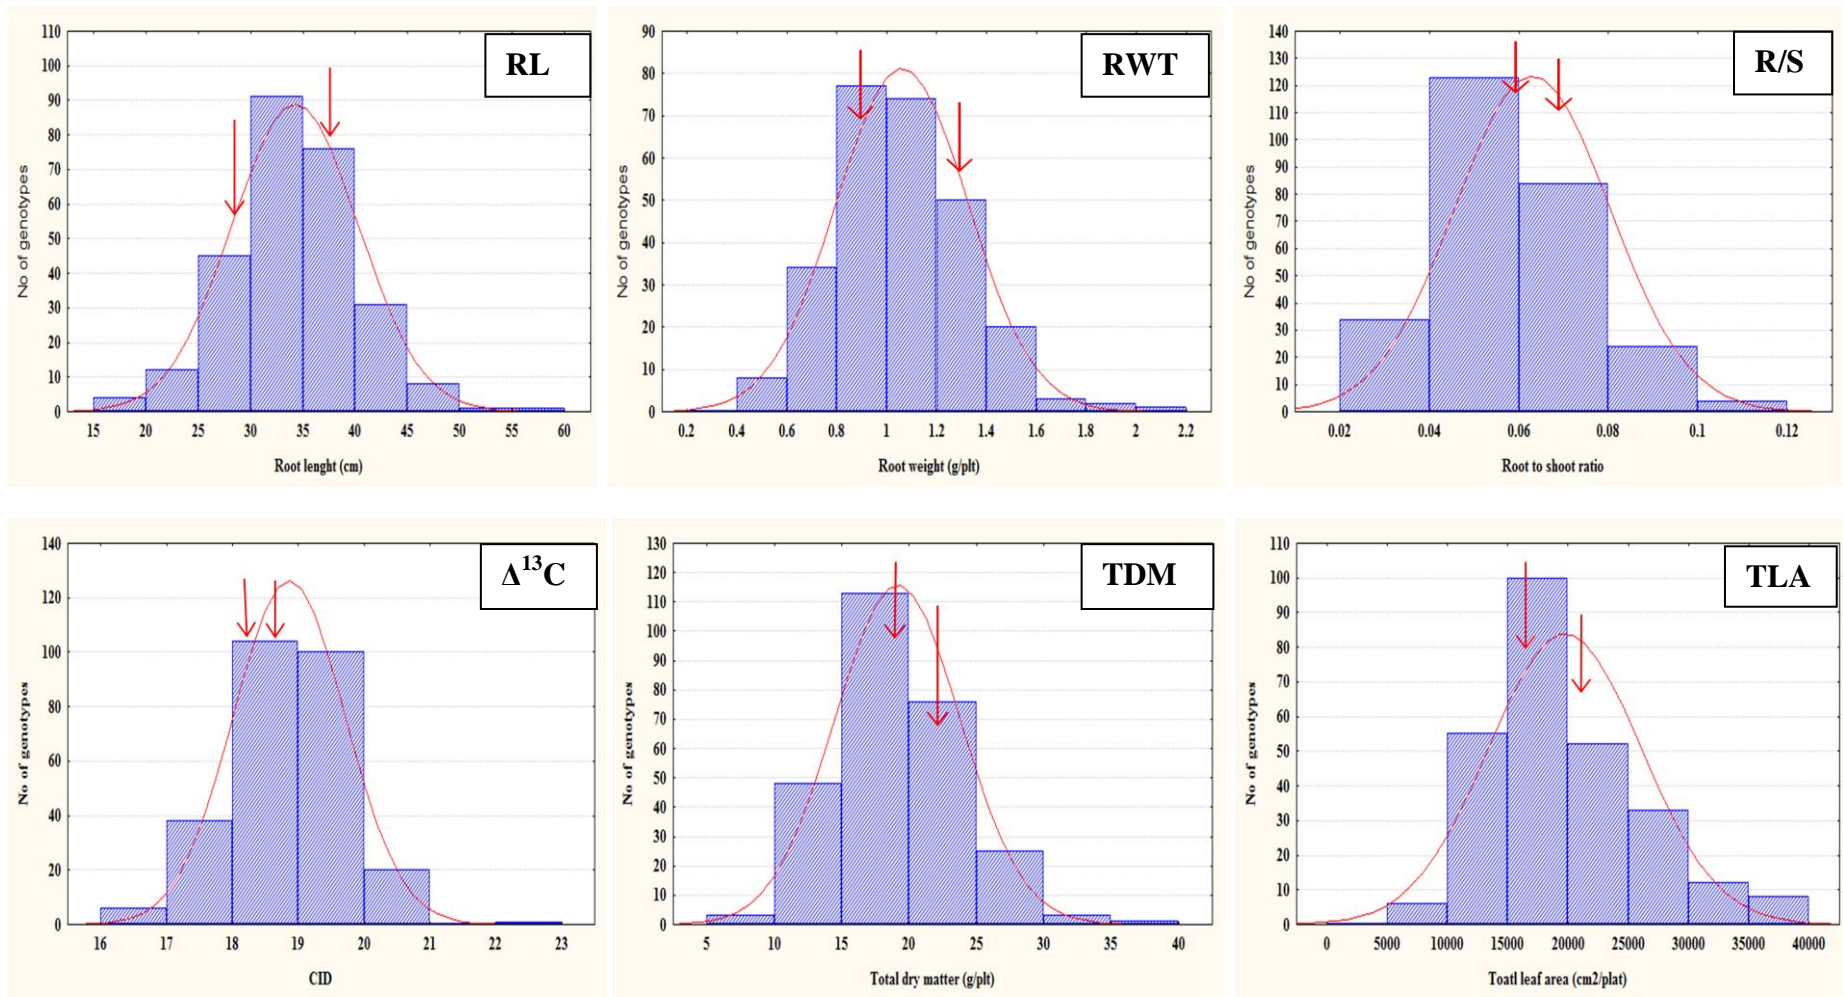 RL
110
100
90
80
70
60
50
40
30
20
10
0
No of genotypes
15 20 25 30 35 40 45 50 55 60
Root lenght (cm)
RWT
90
80
70
60
50
40
30
20
10
0
No of genotypes
0.2 0.4 0.6 0.8 1 1.2 1.4 1.6 1.8 2 2.2
Root weight (g/plt)
R/S
140
130
120
110
100
90
80
70
60
50
40
30
20
10
0
No of genotypes
0.02 0.04 0.06 0.08 0.1 0.12
Root to shoot ratio
Δ¹³C
140
120
100
80
60
40
20
0
No of genotypes
16 17 18 19 20 21 22 23
CID
TDM
130
120
110
100
90
80
70
60
50
40
30
20
10
0
No of genotypes
5 10 15 20 25 30 35 40
Total dry matter (g/plt)
TLA
110
100
90
80
70
60
50
40
30
20
10
0
No of genotypes
0 5000 10000 15000 20000 25000 30000 35000 40000
Toatl leaf area (cm2/plat)